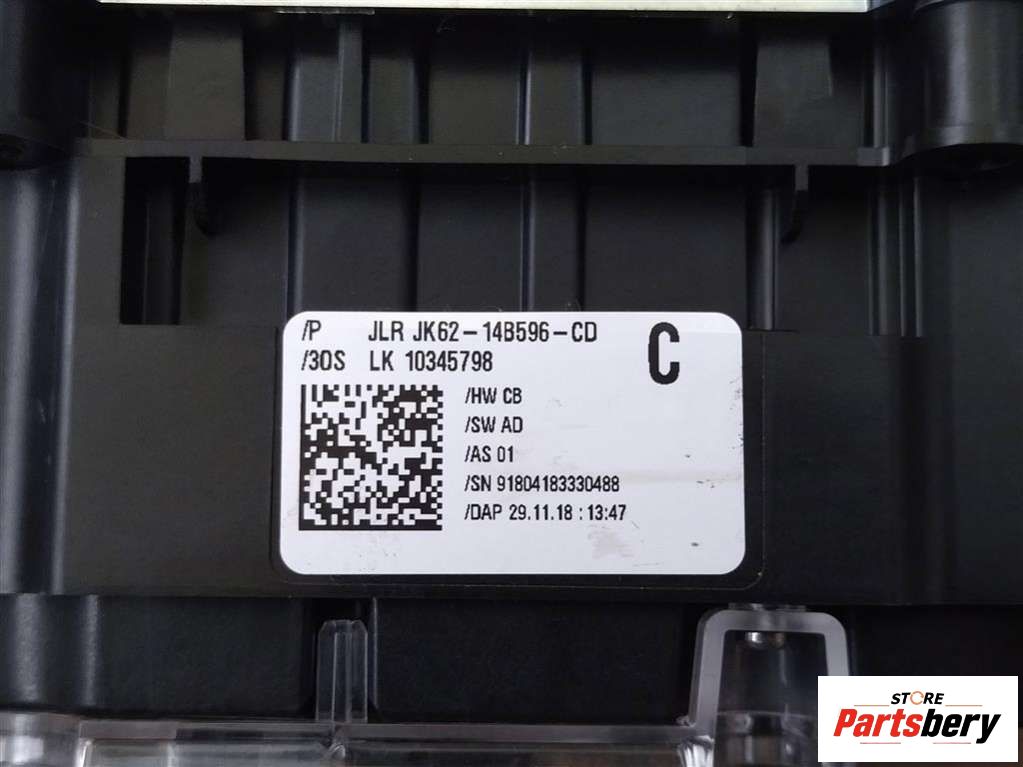 /P JLR JK62-14B596-CD
C
/3OS LK 10345798
/HW CB
/SW AD
/AS 01
/SN 91804183330488
/DAP 29.11.18 : 13:47
STORE
Partsbery